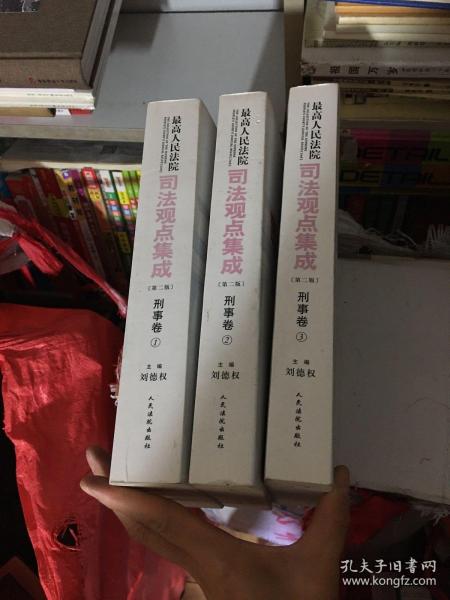 最高人民法院
司法观点集成
（第二版）
刑事卷①
主编
刘德权
人民法院出版社
最高人民法院
司法观点集成
（第二版）
刑事卷②
主编
刘德权
人民法院出版社
最高人民法院
司法观点集成
（第二版）
刑事卷③
主编
刘德权
人民法院出版社
DETAIL
孔夫子旧书网
www.kongfz.com